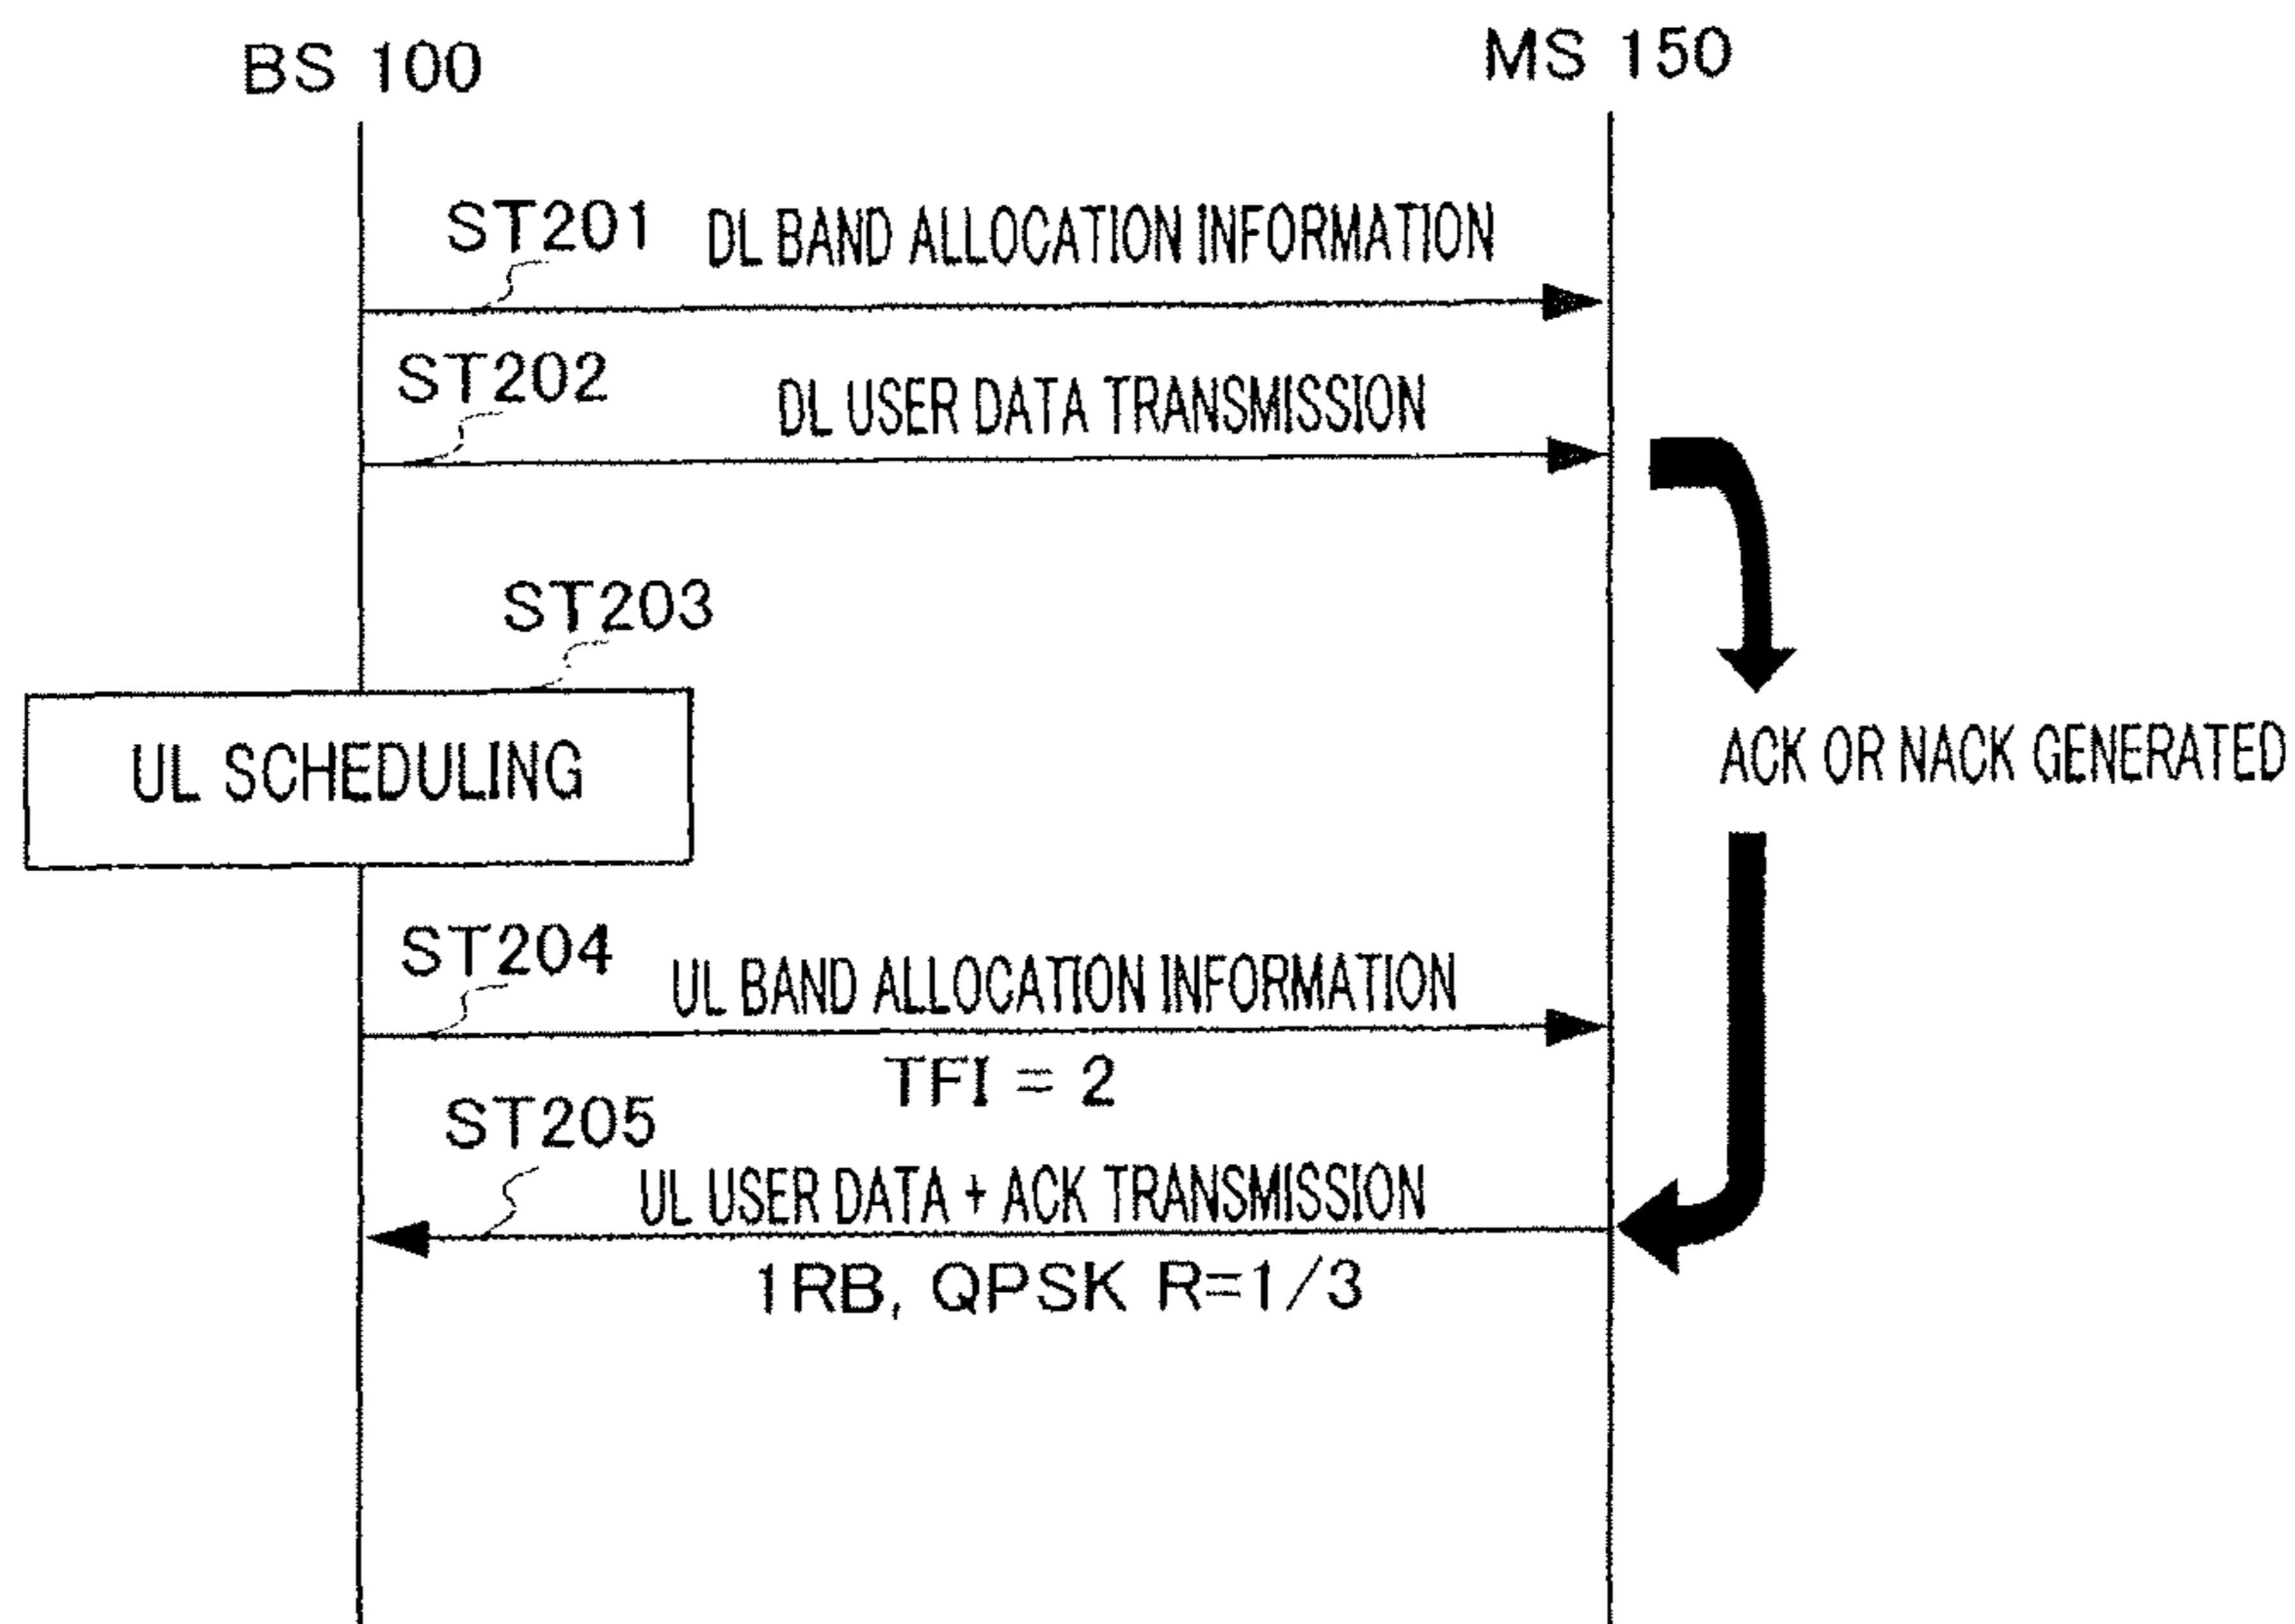 BS 100
MS 150
ST201
DL BAND ALLOCATION INFORMATION
ST202
DL USER DATA TRANSMISSION
ST203
UL SCHEDULING
ACK OR NACK GENERATED
ST204
UL BAND ALLOCATION INFORMATION
TFI = 2
ST205
UL USER DATA + ACK TRANSMISSION
1RB, QPSK R=1/3